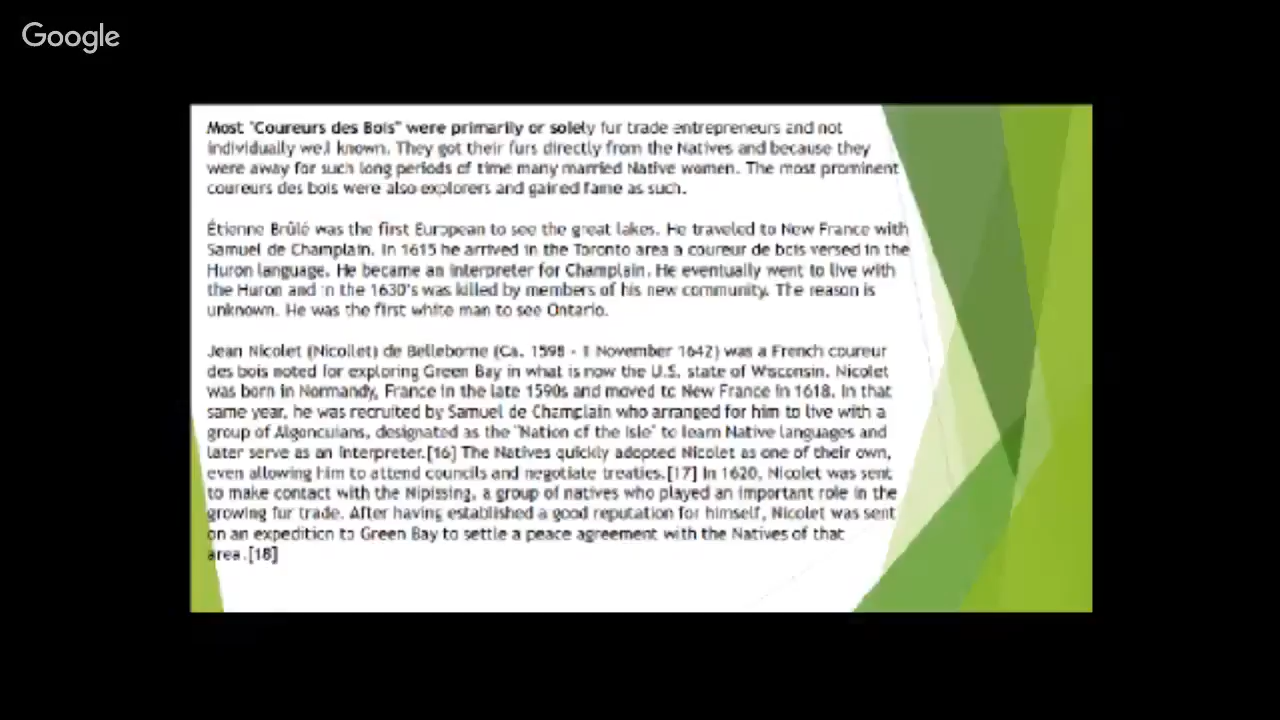 Google
Most "Coureurs des Bois" were primarily or solely fur trade entrepreneurs and not
individually well known. They got their furs directly from the Natives and because they
were away for such long periods of time many married Native women. The most prominent
coureurs des bois were also explorers and gained fame as such.
Étienne Brûlé was the first European to see the great lakes. He traveled to New France with
Samuel de Champlain. In 1615 he arrived in the Toronto area a coureur de bois versed in the
Huron language. He became an interpreter for Champlain. He eventually went to live with
the Huron and in the 1630's was killed by members of his new community. The reason is
unknown. He was the first white man to see Ontario.
Jean Nicolet (Nicollet) de Belleborne (Ca. 1598 - 1 November 1642) was a French coureur
des bois noted for exploring Green Bay in what is now the U.S. state of Wisconsin. Nicolet
was born in Normandy, France in the late 1590s and moved to New France in 1618. In that
same year, he was recruited by Samuel de Champlain who arranged for him to live with a
group of Algonquians, designated as the "Nation of the Isle" to learn Native languages and
later serve as an interpreter.[16] The Natives quickly adopted Nicolet as one of their own,
even allowing him to attend councils and negotiate treaties.[17] In 1620, Nicolet was sent
to make contact with the Nipissing, a group of natives who played an important role in the
growing fur trade. After having established a good reputation for himself, Nicolet was sent
on an expedition to Green Bay to settle a peace agreement with the Natives of that
area.[18]